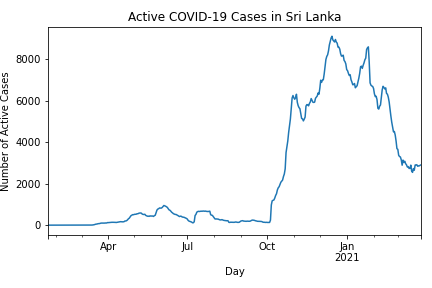 Active COVID-19 Cases in Sri Lanka
Number of Active Cases
8000
6000
4000
2000
0
Apr
Jul
Oct
Jan
2021
Day